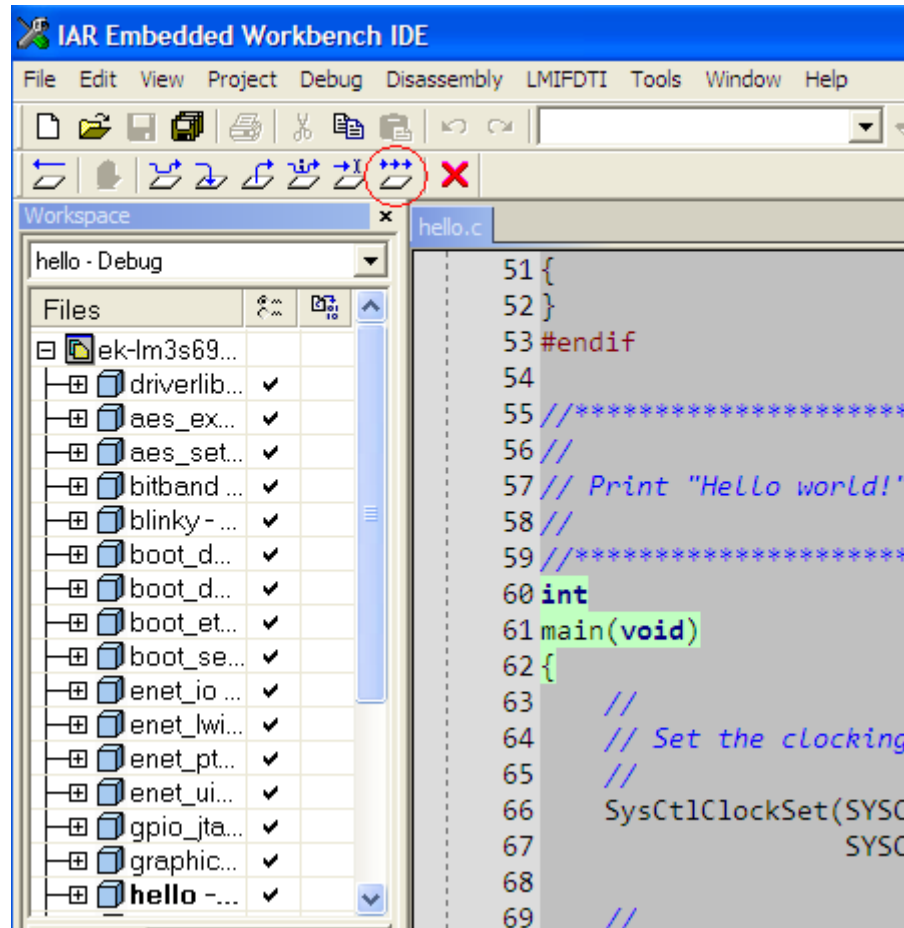 IAR Embedded Workbench IDE
File Edit View Project Debug Disassembly LMIFDTI Tools Window Help
Workspace
hello.c
hello - Debug
Files
ek-lm3s69...
driverlib...
aes_ex...
aes_set...
bitband ...
blinky - ...
boot_d...
boot_d...
boot_et...
boot_se...
enet_io ...
enet_lwi...
enet_pt...
enet_ui...
gpio_jta...
graphic...
hello -...
51 {
52 }
53 #endif
54
55 //**********************
56 //
57 // Print "Hello world!"
58 //
59 //**********************
60 int
61 main(void)
62 {
63 //
64 // Set the clocking
65 //
66 SysCtlClockSet(SYSC
67 SYSC
68
69 //